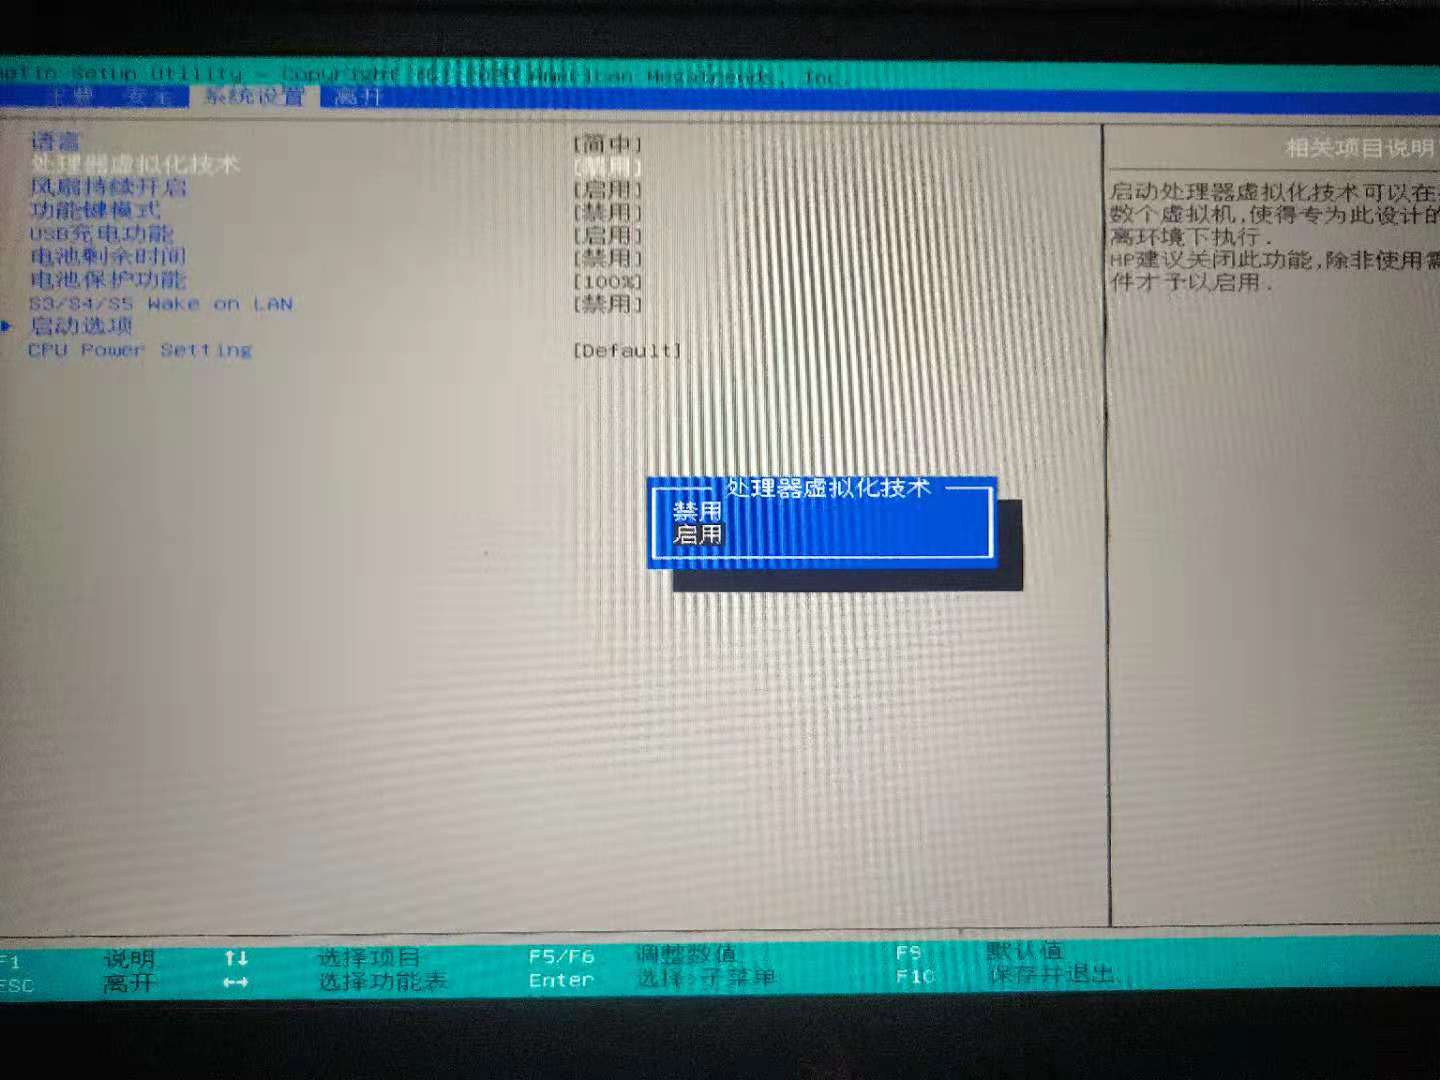 Setup Utility - Copyright American Megatrends, Inc.
主要 安全 系统设置 离开
语言 [简中]
处理器虚拟化技术 [禁用]
风扇持续开启 [启用]
功能键模式 [禁用]
USB充电功能 [启用]
电池剩余时间 [禁用]
电池保护功能 [100%]
S3/S4/S5 Wake on LAN [禁用]
启动选项
CPU Power Setting [Default]
相关项目说明
启动处理器虚拟化技术可以在
数个虚拟机,使得专为此设计的
离环境下执行.
HP建议关闭此功能,除非使用需
件才予以启用.
处理器虚拟化技术
禁用
启用
F1 说明 ↑↓ 选择项目 F5/F6 调整数值 F9 默认值
ESC 离开 ←→ 选择功能表 Enter 选择>子菜单 F10 保存并退出